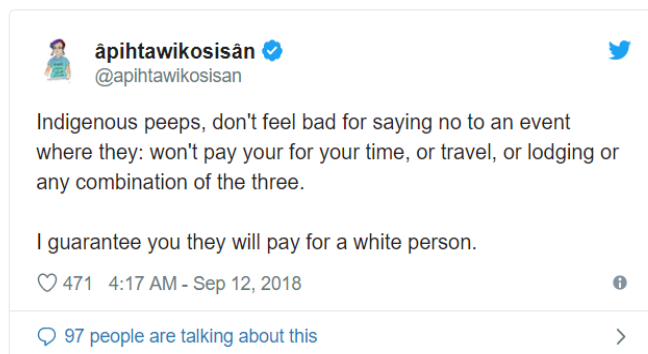 âpihtawikosisân
@apihtawikosisan
Indigenous peeps, don't feel bad for saying no to an event
where they: won't pay your for your time, or travel, or lodging or
any combination of the three.
I guarantee you they will pay for a white person.
471 4:17 AM - Sep 12, 2018
97 people are talking about this